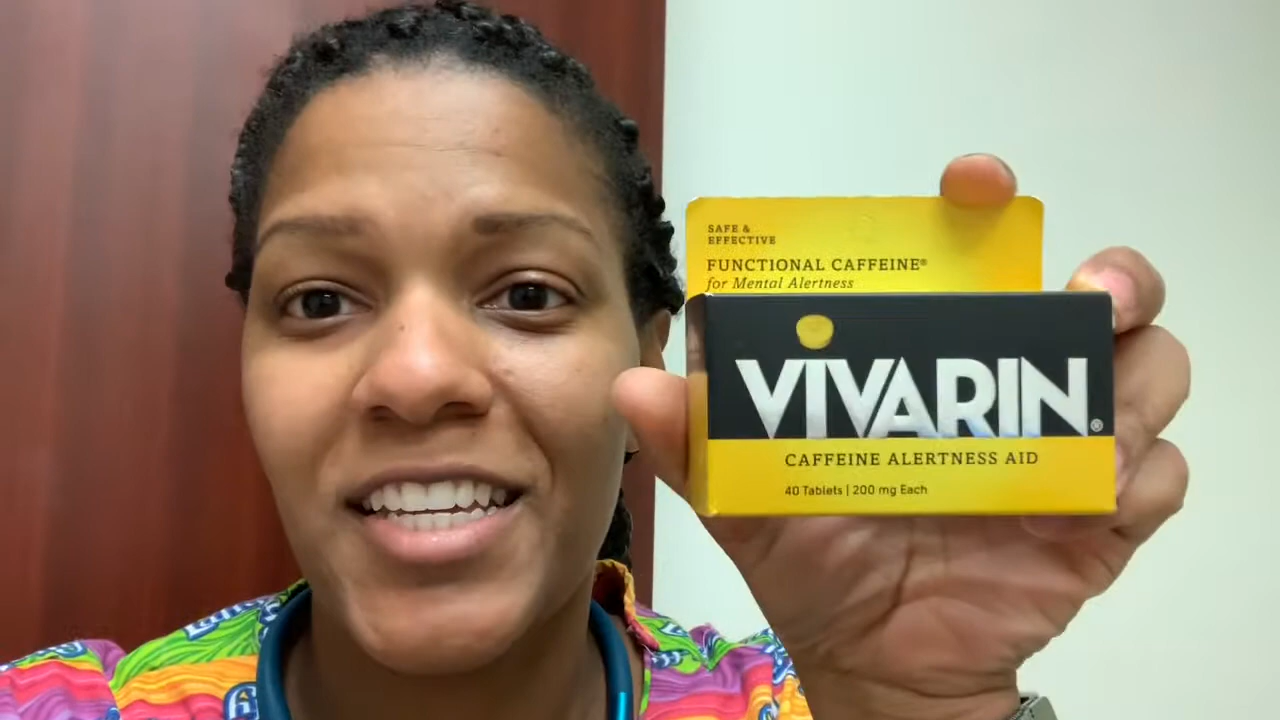 SAFE &
EFFECTIVE
FUNCTIONAL CAFFEINE®
for Mental Alertness
VIVARIN®
CAFFEINE ALERTNESS AID
40 Tablets | 200 mg Each